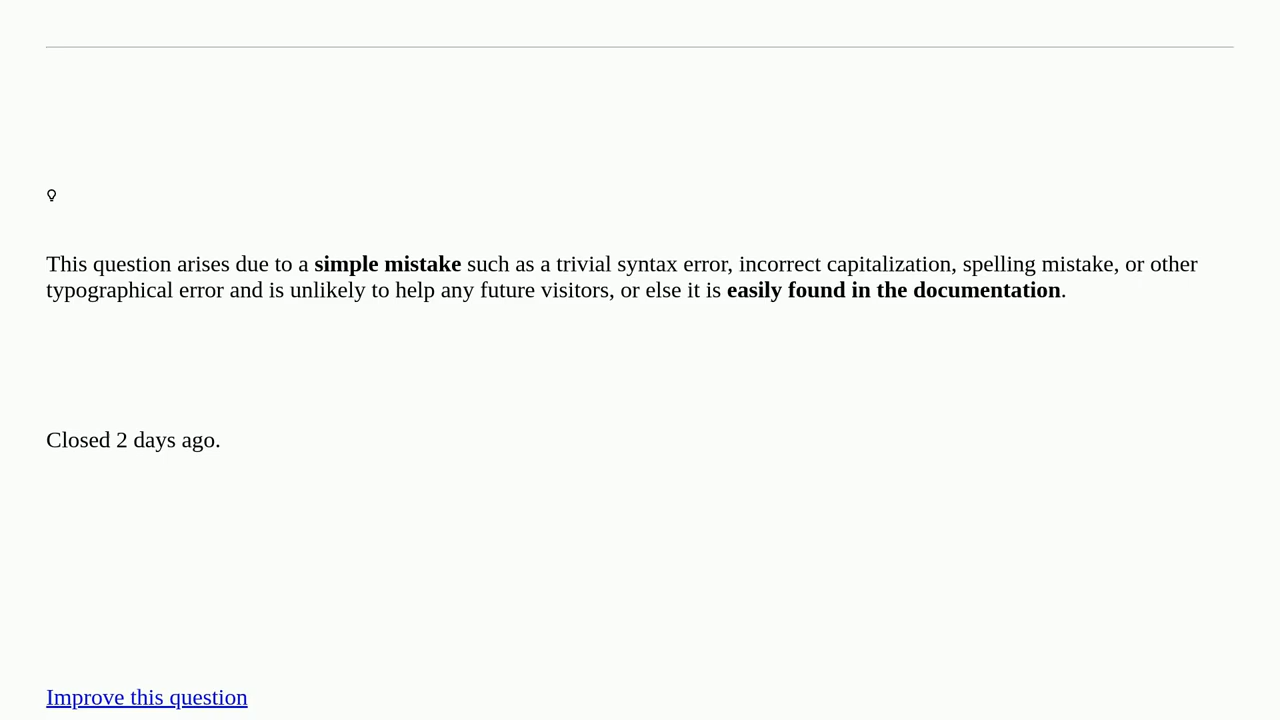 This question arises due to a simple mistake such as a trivial syntax error, incorrect capitalization, spelling mistake, or other
typographical error and is unlikely to help any future visitors, or else it is easily found in the documentation.
Closed 2 days ago.
Improve this question